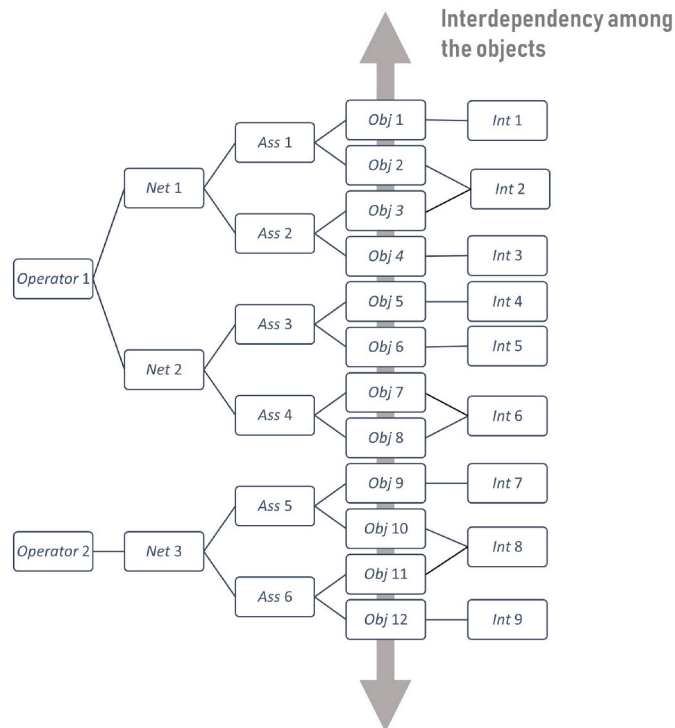 Interdependency among
the objects
Operator 1
Net 1
Ass 1
Obj 1
Int 1
Obj 2
Int 2
Ass 2
Obj 3
Obj 4
Int 3
Net 2
Ass 3
Obj 5
Int 4
Obj 6
Int 5
Ass 4
Obj 7
Int 6
Obj 8
Operator 2
Net 3
Ass 5
Obj 9
Int 7
Obj 10
Int 8
Ass 6
Obj 11
Obj 12
Int 9